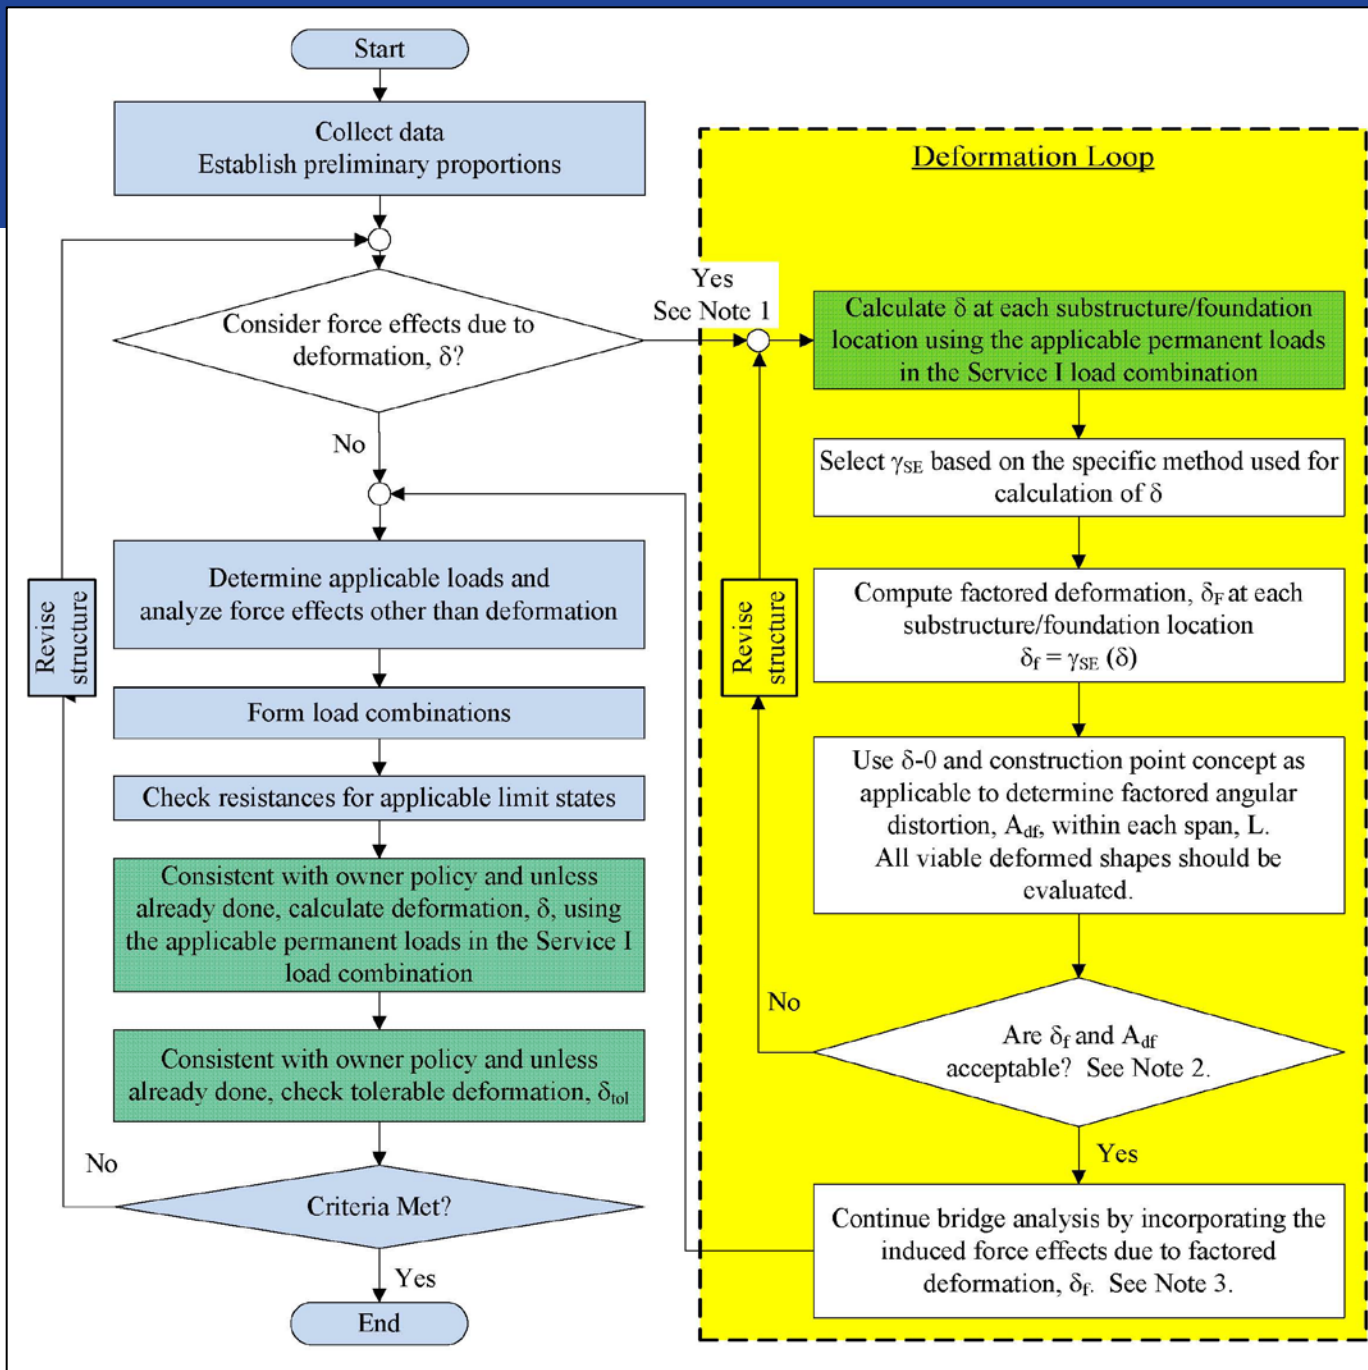 Start
Collect data
Establish preliminary proportions
Consider force effects due to
deformation, δ?
Yes
See Note 1
No
Determine applicable loads and
analyze force effects other than deformation
Form load combinations
Check resistances for applicable limit states
Consistent with owner policy and unless
already done, calculate deformation, δ, using
the applicable permanent loads in the Service I
load combination
Consistent with owner policy and unless
already done, check tolerable deformation, δtol
Criteria Met?
No
Yes
End
Revise
structure
Deformation Loop
Calculate δ at each substructure/foundation
location using the applicable permanent loads
in the Service I load combination
Select γSE based on the specific method used for
calculation of δ
Compute factored deformation, δF at each
substructure/foundation location
δf = γSE (δ)
Use δ-0 and construction point concept as
applicable to determine factored angular
distortion, Adf, within each span, L.
All viable deformed shapes should be
evaluated.
Are δf and Adf
acceptable? See Note 2.
No
Revise
structure
Yes
Continue bridge analysis by incorporating the
induced force effects due to factored
deformation, δf. See Note 3.